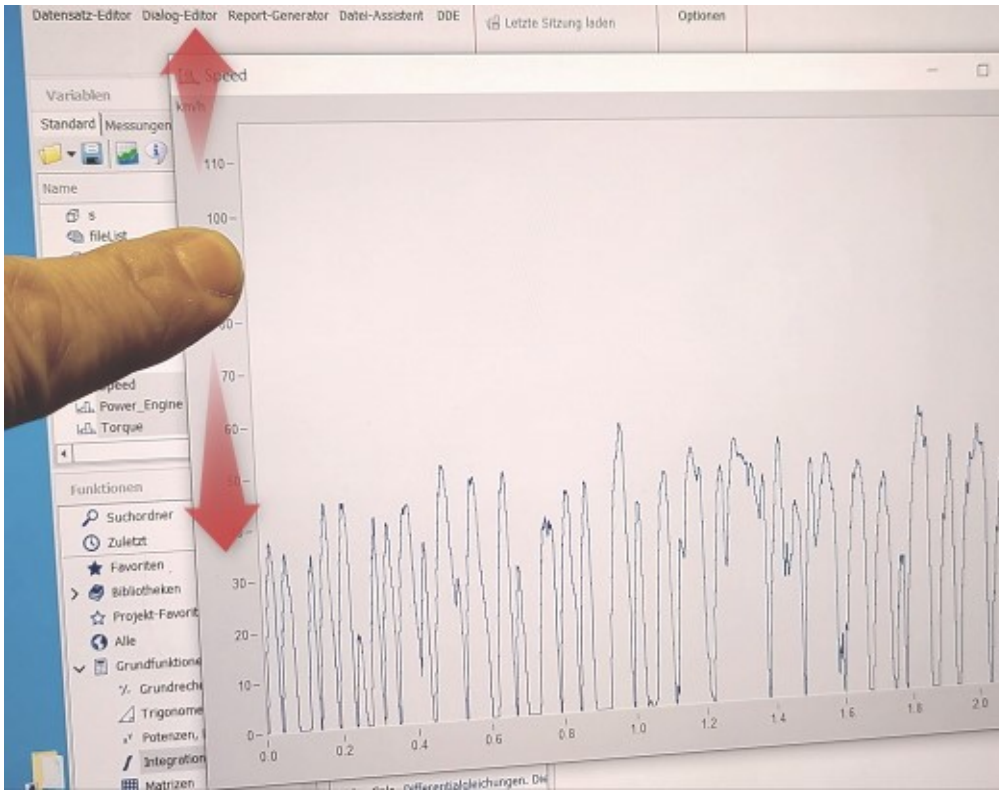 Datensatz-Editor Dialog-Editor Report-Generator Datei-Assistent DDE
Letzte Sitzung laden
Optionen
Speed
km/h
Variablen
Standard Messungen
Name
s
fileList
Speed
Power_Engine
Torque
Funktionen
Suchordner
Zuletzt
Favoriten
Bibliotheken
Projekt-Favorit
Alle
Grundfunktione
Grundreche
Trigonome
Potenzen,
Integration
Matrizen
110
100
80
70
60
50
30
20
10
0
0.0 0.2 0.4 0.6 0.8 1.0 1.2 1.4 1.6 1.8 2.0
Differentialgleichungen. Die